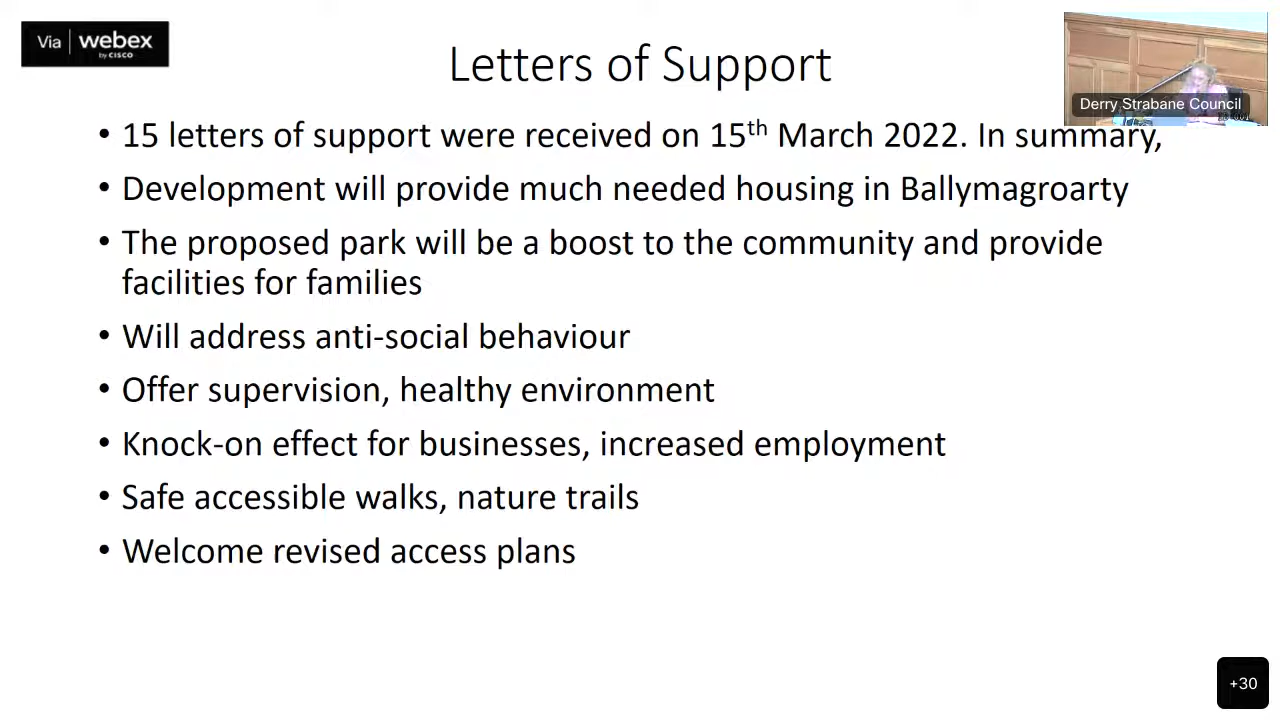 Via webex
by CISCO
Letters of Support
Derry Strabane Council
• 15 letters of support were received on 15th March 2022. In summary,
• Development will provide much needed housing in Ballymagroarty
• The proposed park will be a boost to the community and provide
facilities for families
• Will address anti-social behaviour
• Offer supervision, healthy environment
• Knock-on effect for businesses, increased employment
• Safe accessible walks, nature trails
• Welcome revised access plans
+30